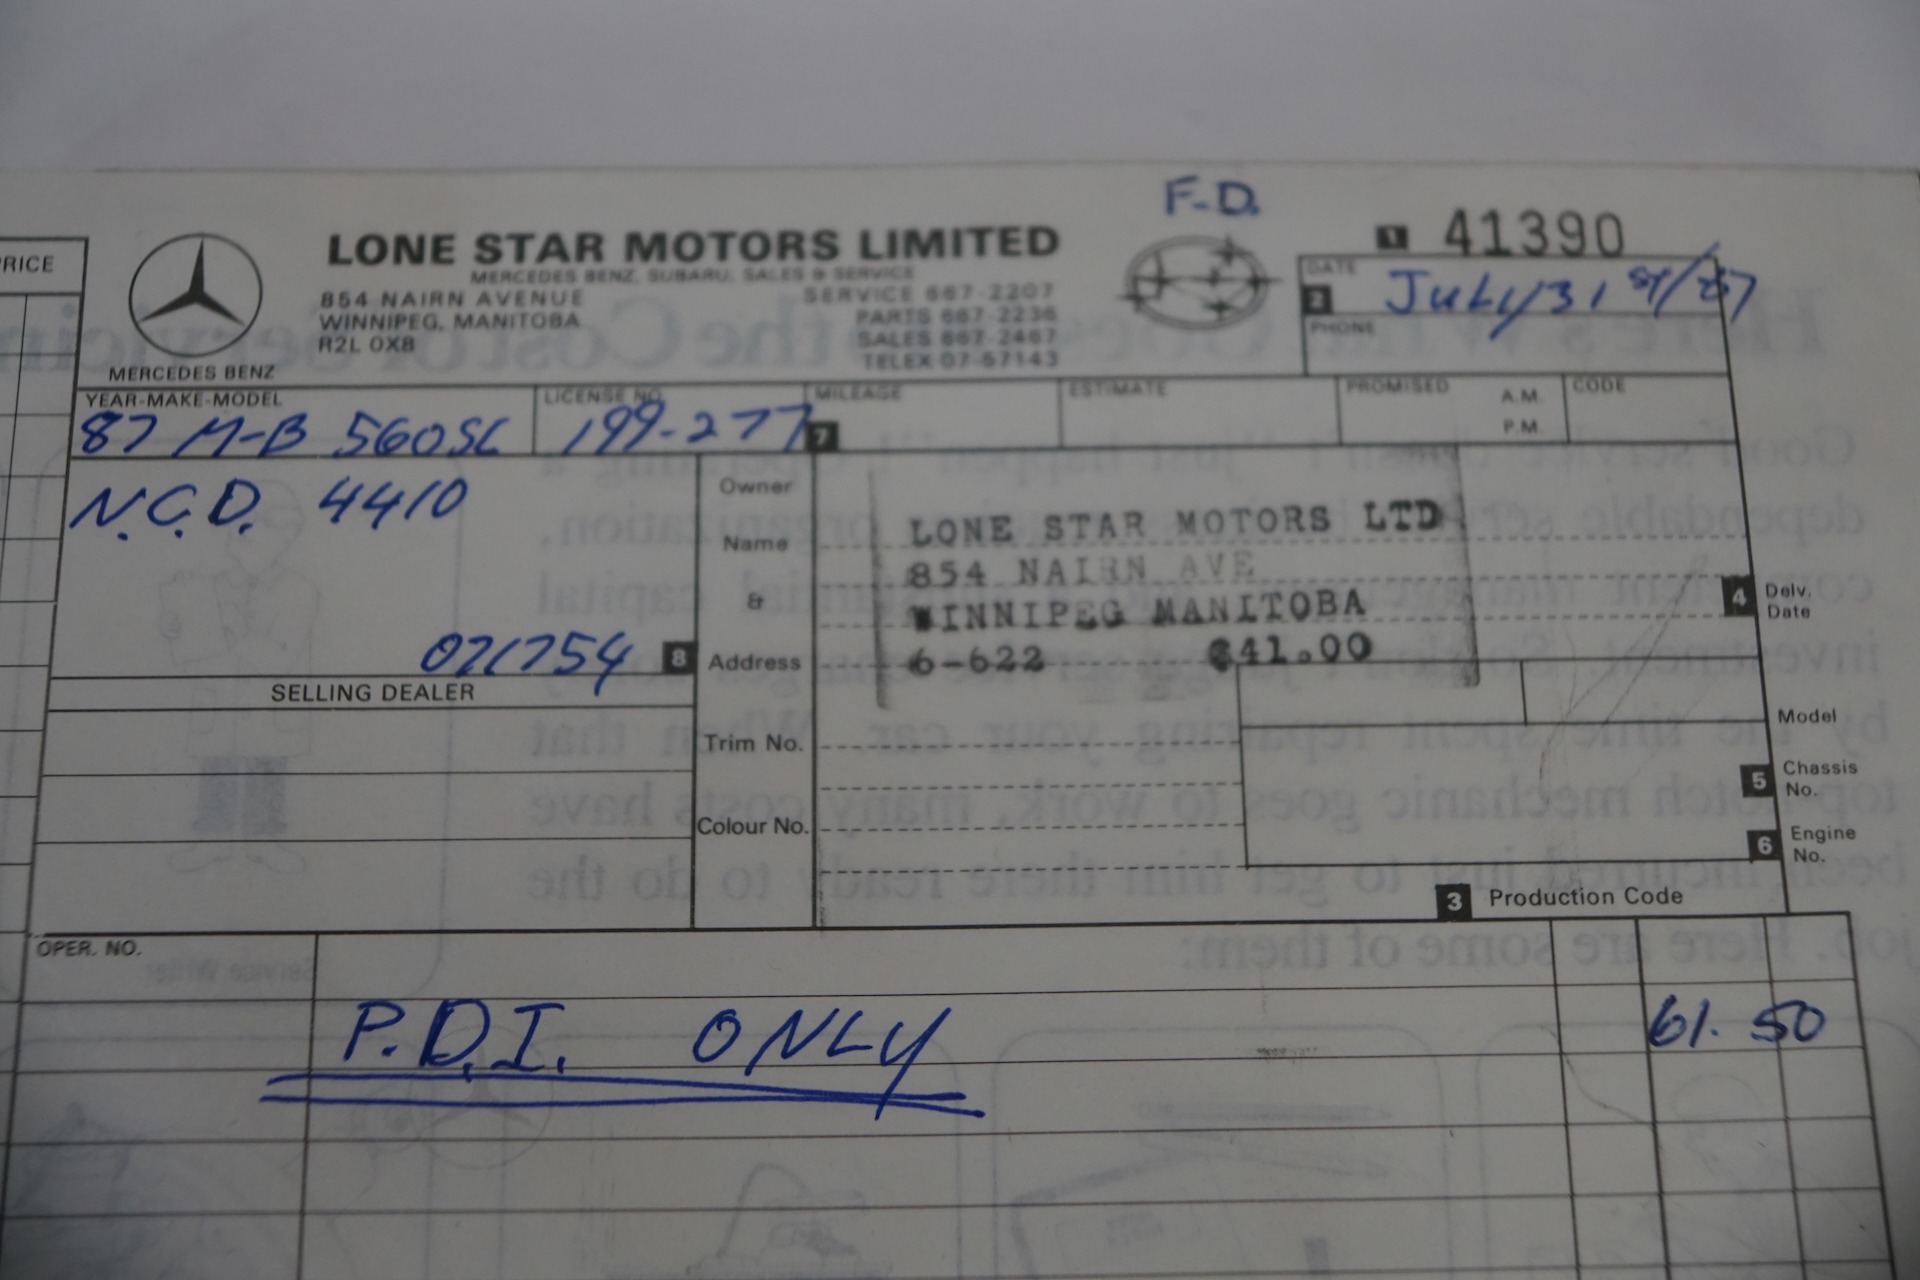 F.D.
LONE STAR MOTORS LIMITED
MERCEDES BENZ, SUBARU, SALES & SERVICE
854 NAIRN AVENUE
WINNIPEG, MANITOBA
R2L 0X8
SERVICE 667-2207
PARTS 667-2236
SALES 667-2467
TELEX 07-57143
MERCEDES BENZ
1 41390
DATE
2 JULY 31st/87
PHONE
RICE
YEAR-MAKE-MODEL
87 M-B 560SL
LICENSE NO.
199-277
7 MILEAGE
ESTIMATE
PROMISED
A.M.
P.M.
CODE
N.C.D. 4410
071754 8
SELLING DEALER
Owner
Name
&
Address
LONE STAR MOTORS LTD
854 NAIRN AVE
WINNIPEG MANITOBA
6-622 $41.00
4 Delv. Date
Model
Trim No.
5 Chassis No.
Colour No.
6 Engine No.
3 Production Code
OPER. NO.
P.D.I. ONLY 61.50